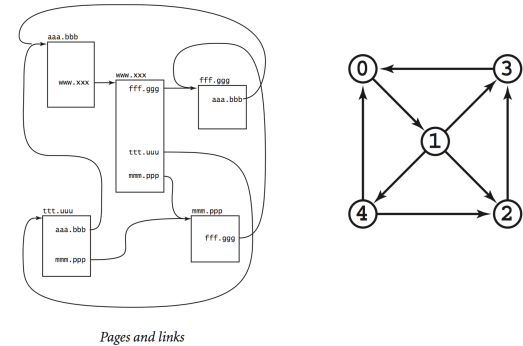 aaa.bbb
www.xxx
www.xxx
fff.ggg
ttt.uuu
mmm.ppp
fff.ggg
aaa.bbb
ttt.uuu
aaa.bbb
mmm.ppp
mmm.ppp
fff.ggg
Pages and links
0
3
1
4
2